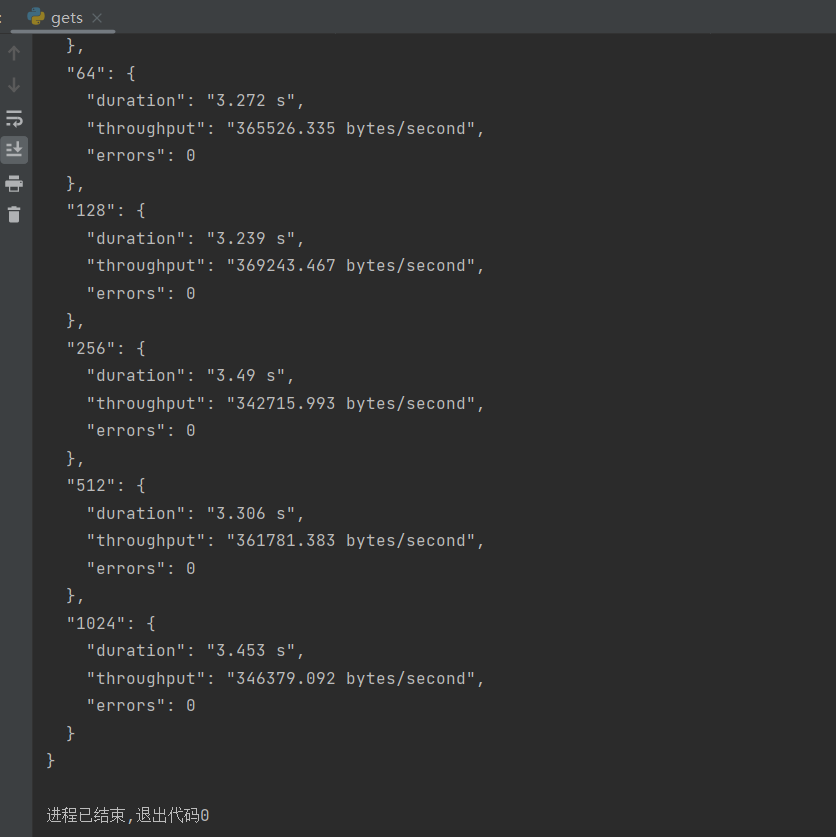 gets
},
"64": {
"duration": "3.272 s",
"throughput": "365526.335 bytes/second",
"errors": 0
},
"128": {
"duration": "3.239 s",
"throughput": "369243.467 bytes/second",
"errors": 0
},
"256": {
"duration": "3.49 s",
"throughput": "342715.993 bytes/second",
"errors": 0
},
"512": {
"duration": "3.306 s",
"throughput": "361781.383 bytes/second",
"errors": 0
},
"1024": {
"duration": "3.453 s",
"throughput": "346379.092 bytes/second",
"errors": 0
}
}
进程已结束,退出代码0